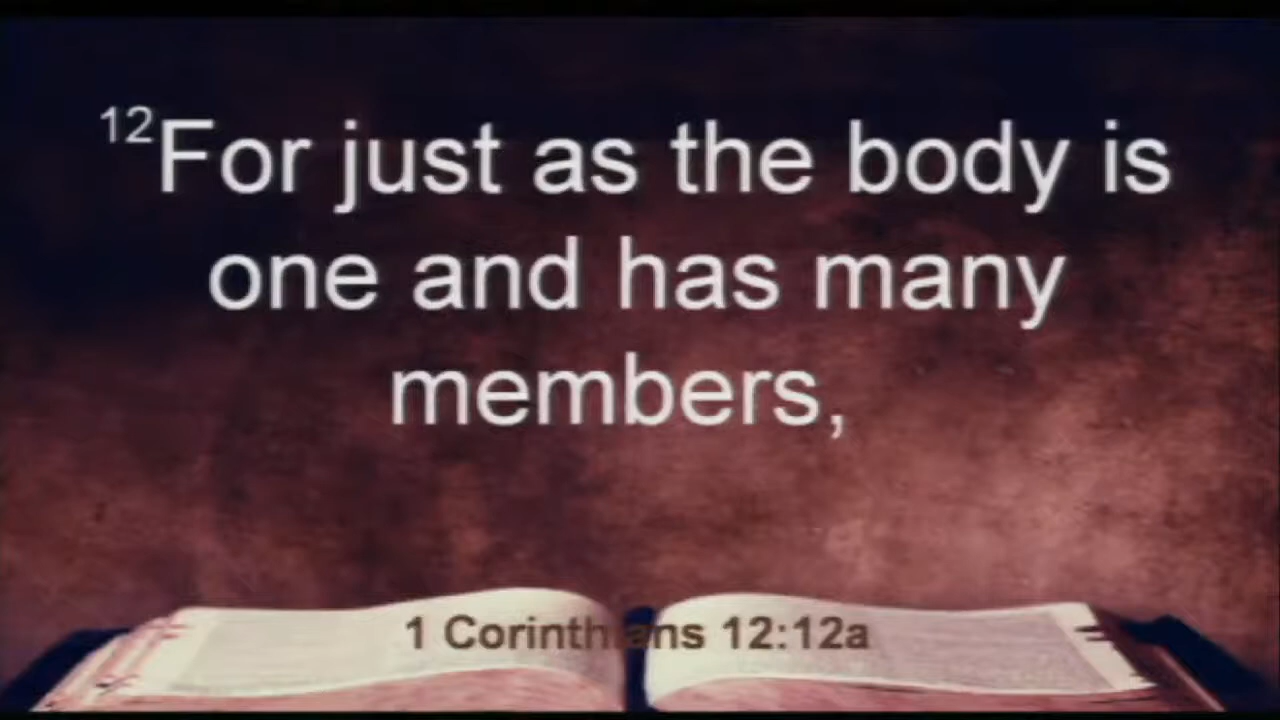 12For just as the body is
one and has many
members,
1 Corinthians 12:12a